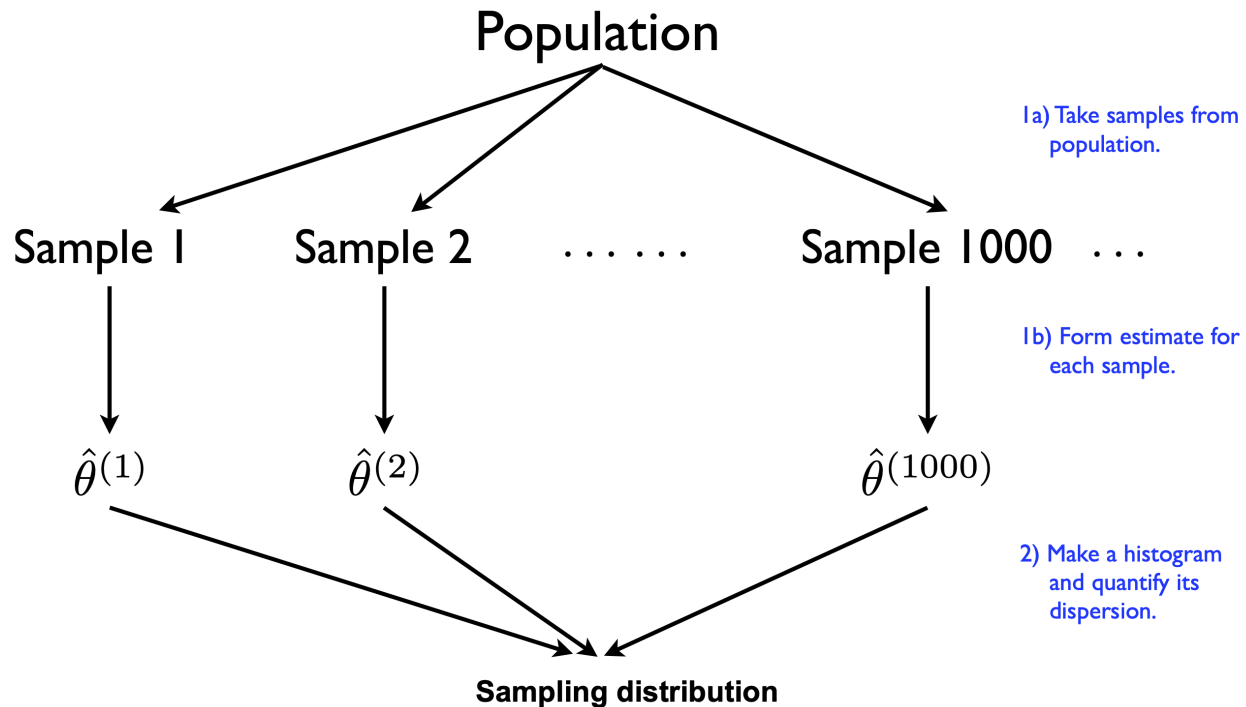 Population
1a) Take samples from
population.
Sample 1 Sample 2 ...... Sample 1000 ...
1b) Form estimate for
each sample.
θ̂⁽¹⁾ θ̂⁽²⁾ θ̂⁽¹⁰⁰⁰⁾
2) Make a histogram
and quantify its
dispersion.
Sampling distribution